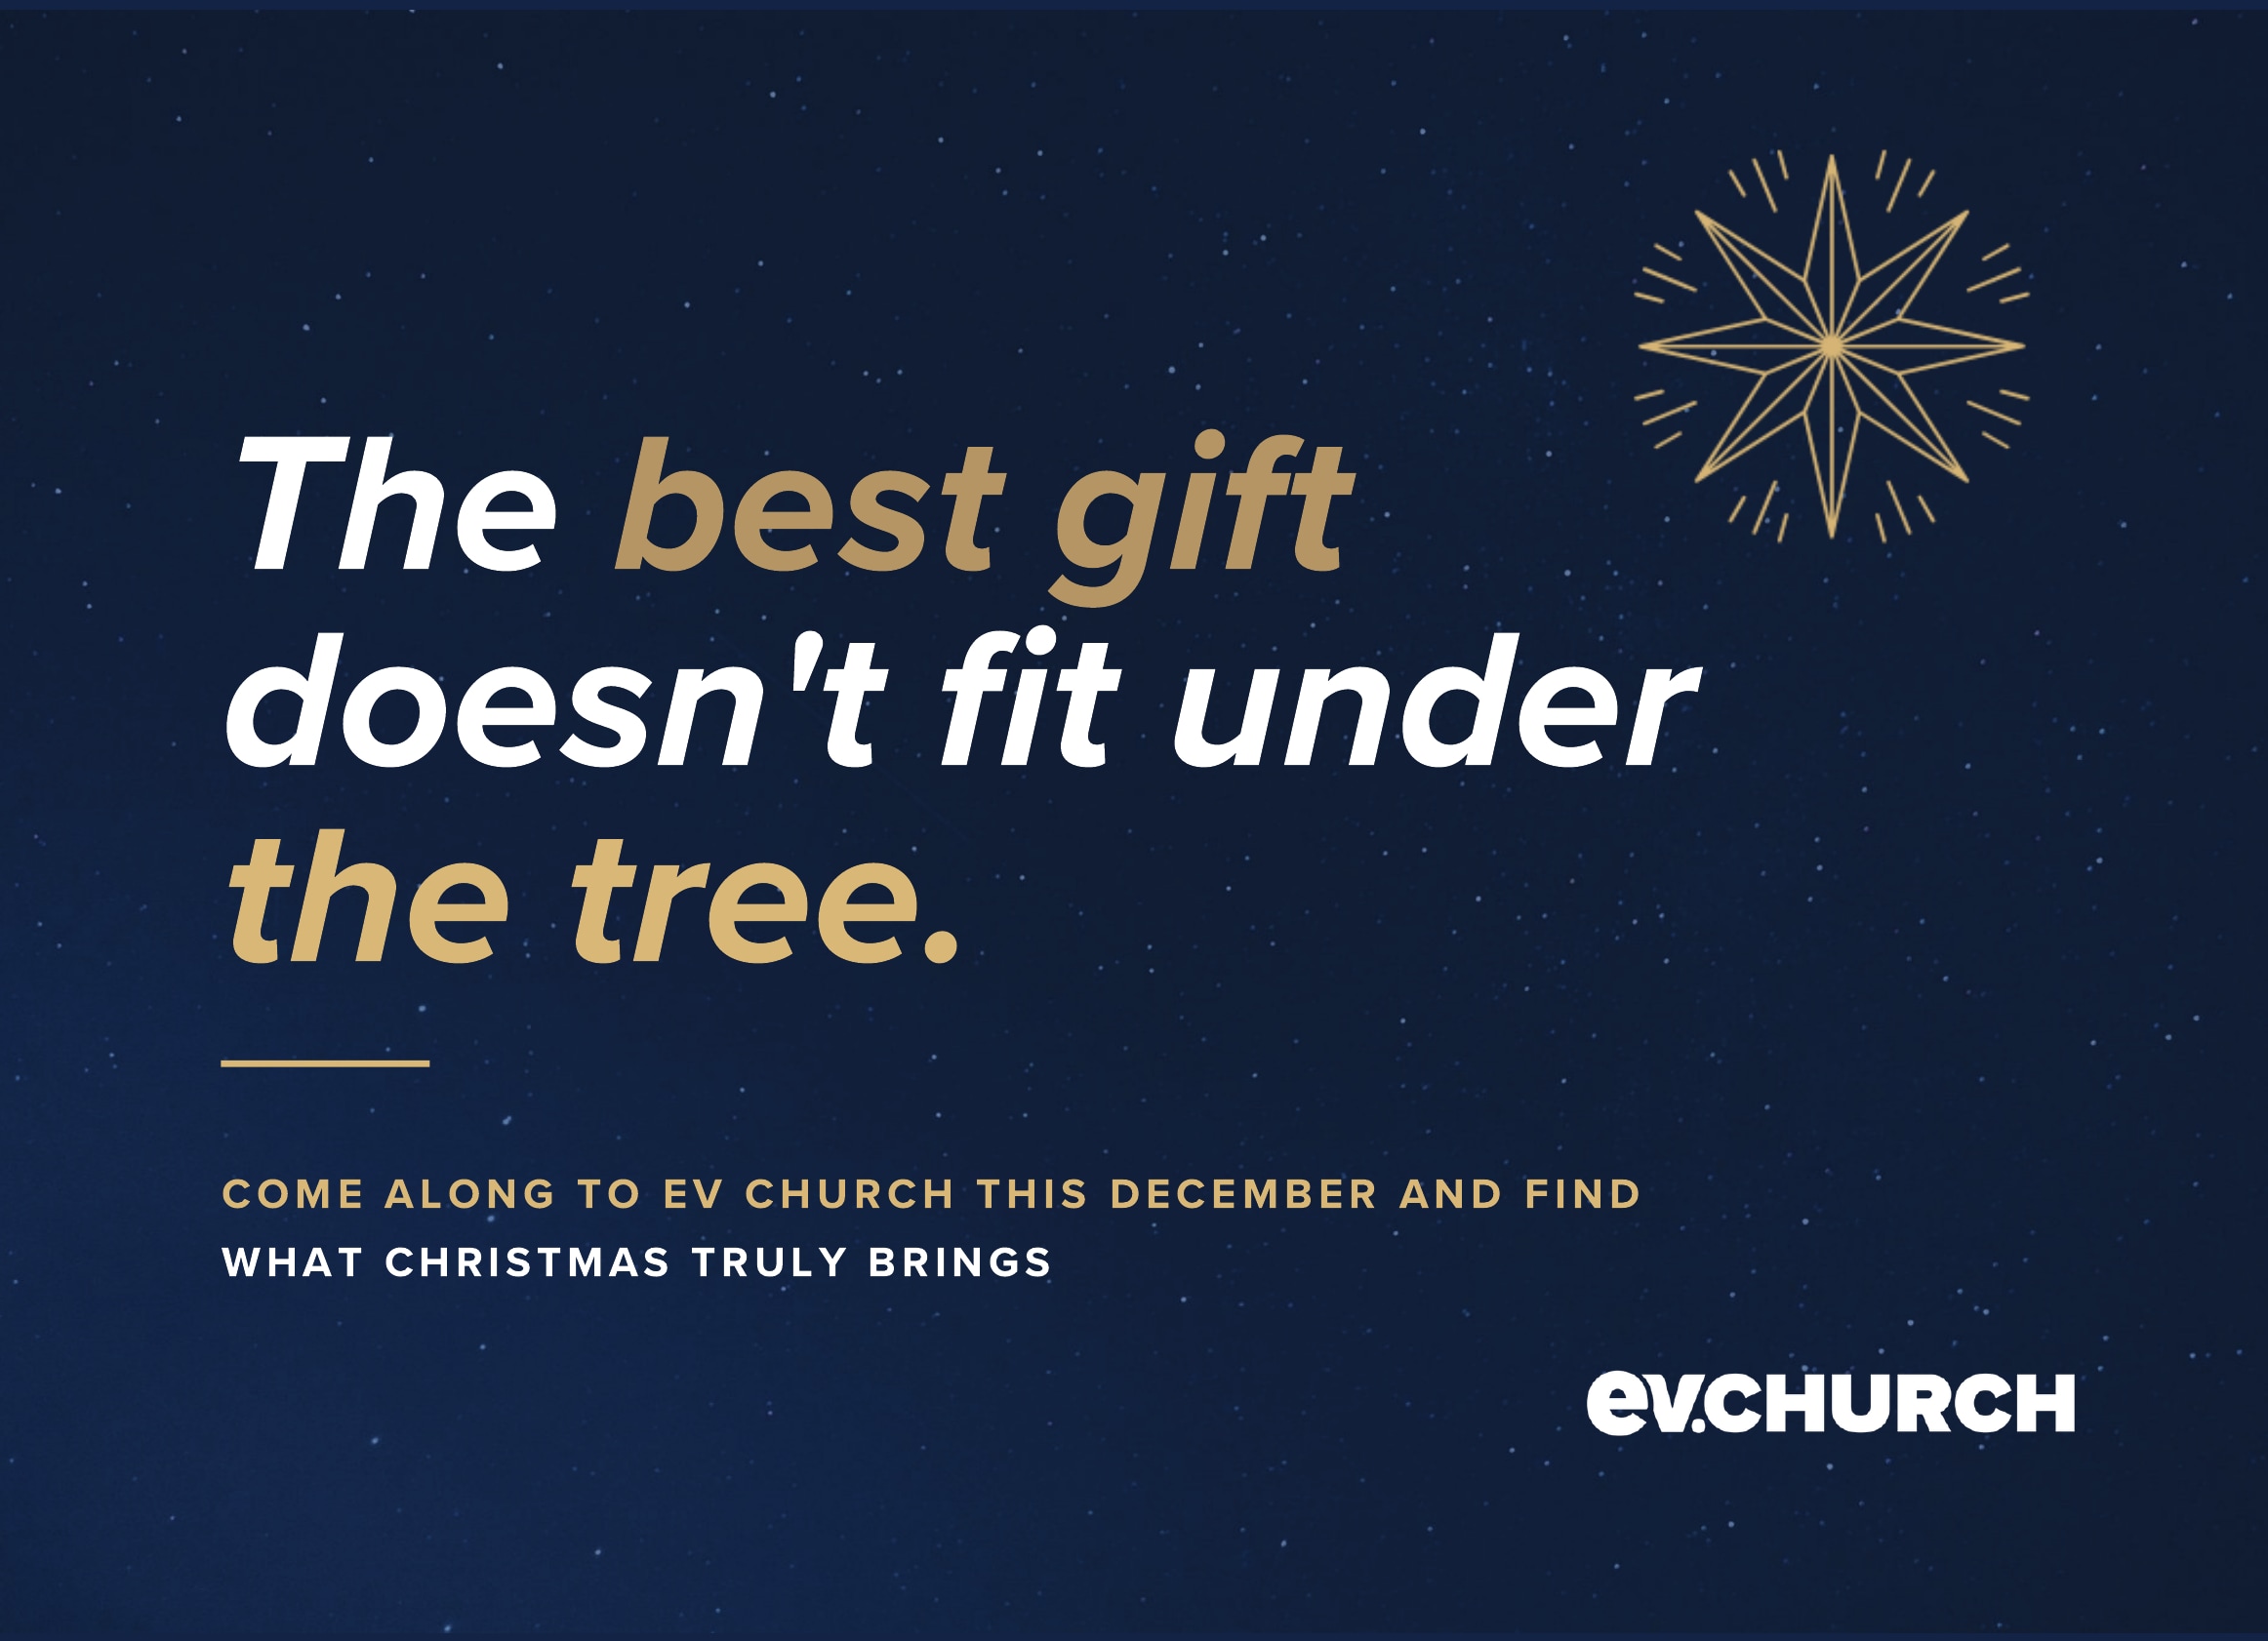 The best gift
doesn't fit under
the tree.
COME ALONG TO EV CHURCH THIS DECEMBER AND FIND
WHAT CHRISTMAS TRULY BRINGS
ev.CHURCH